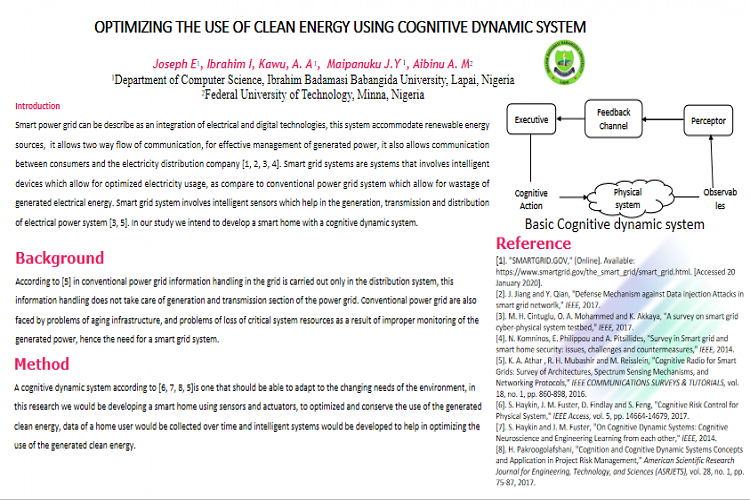 OPTIMIZING THE USE OF CLEAN ENERGY USING COGNITIVE DYNAMIC SYSTEM
Joseph E¹, Ibrahim I, Kawu, A. A¹, Maipanuku J.Y ¹, Aibinu A. M²
¹Department of Computer Science, Ibrahim Badamasi Babangida University, Lapai, Nigeria
²Federal University of Technology, Minna, Nigeria
Introduction
Smart power grid can be describe as an integration of electrical and digital technologies, this system accommodate renewable energy
sources, it allows two way flow of communication, for effective management of generated power, it also allows communication
between consumers and the electricity distribution company [1, 2, 3, 4]. Smart grid systems are systems that involves intelligent
devices which allow for optimized electricity usage, as compare to conventional power grid system which allow for wastage of
generated electrical energy. Smart grid system involves intelligent sensors which help in the generation, transmission and distribution
of electrical power system [3, 5]. In our study we intend to develop a smart home with a cognitive dynamic system.
Background
According to [5] in conventional power grid information handling in the grid is carried out only in the distribution system, this
information handling does not take care of generation and transmission section of the power grid. Conventional power grid are also
faced by problems of aging infrastructure, and problems of loss of critical system resources as a result of improper monitoring of the
generated power, hence the need for a smart grid system.
Method
A cognitive dynamic system according to [6, 7, 8, 5]is one that should be able to adapt to the changing needs of the environment, in
this research we would be developing a smart home using sensors and actuators, to optimized and conserve the use of the generated
clean energy, data of a home user would be collected over time and intelligent systems would be developed to help in optimizing the
use of the generated clean energy.
Executive
Feedback
Channel
Perceptor
Cognitive
Action
Physical
system
Observab
les
Basic Cognitive dynamic system
Reference
[1]. "SMARTGRID.GOV," [Online]. Available:
https://www.smartgrid.gov/the_smart_grid/smart_grid.html. [Accessed 20
January 2020].
[2]. J. Jiang and Y. Qian, "Defense Mechanism against Data injection Attacks in
smart grid network," IEEE, 2017.
[3]. M. H. Cintuglu, O. A. Mohammed and K. Akkaya, "A survey on smart grid
cyber-physical system testbed," IEEE, 2017.
[4]. N. Komninos, E. Philippou and A. Pitsillides, "Survey in Smart grid and
smart home security: issues, challenges and countermeasures," IEEE, 2014.
[5]. K. A. Athar , R. H. Mubashir and M. Reisslein, "Cognitive Radio for Smart
Grids: Survey of Architectures, Spectrum Sensing Mechanisms, and
Networking Protocols," IEEE COMMUNICATIONS SURVEYS & TUTORIALS, vol.
18, no. 1, pp. 860-898, 2016.
[6]. S. Haykin, J. M. Fuster, D. Findlay and S. Feng, "Cognitive Risk Control for
Physical System," IEEE Access, vol. 5, pp. 14664-14679, 2017.
[7]. S. Haykin and J. M. Fuster, "On Cognitive Dynamic Systems: Cognitive
Neuroscience and Engineering Learning from each other," IEEE, 2014.
[8]. H. Pakroogolafshani, "Cognition and Cognitive Dynamic Systems Concepts
and Application in Project Risk Management," American Scientific Research
Journal for Engineering, Technology, and Sciences (ASRJETS), vol. 28, no. 1, pp.
75-87, 2017.